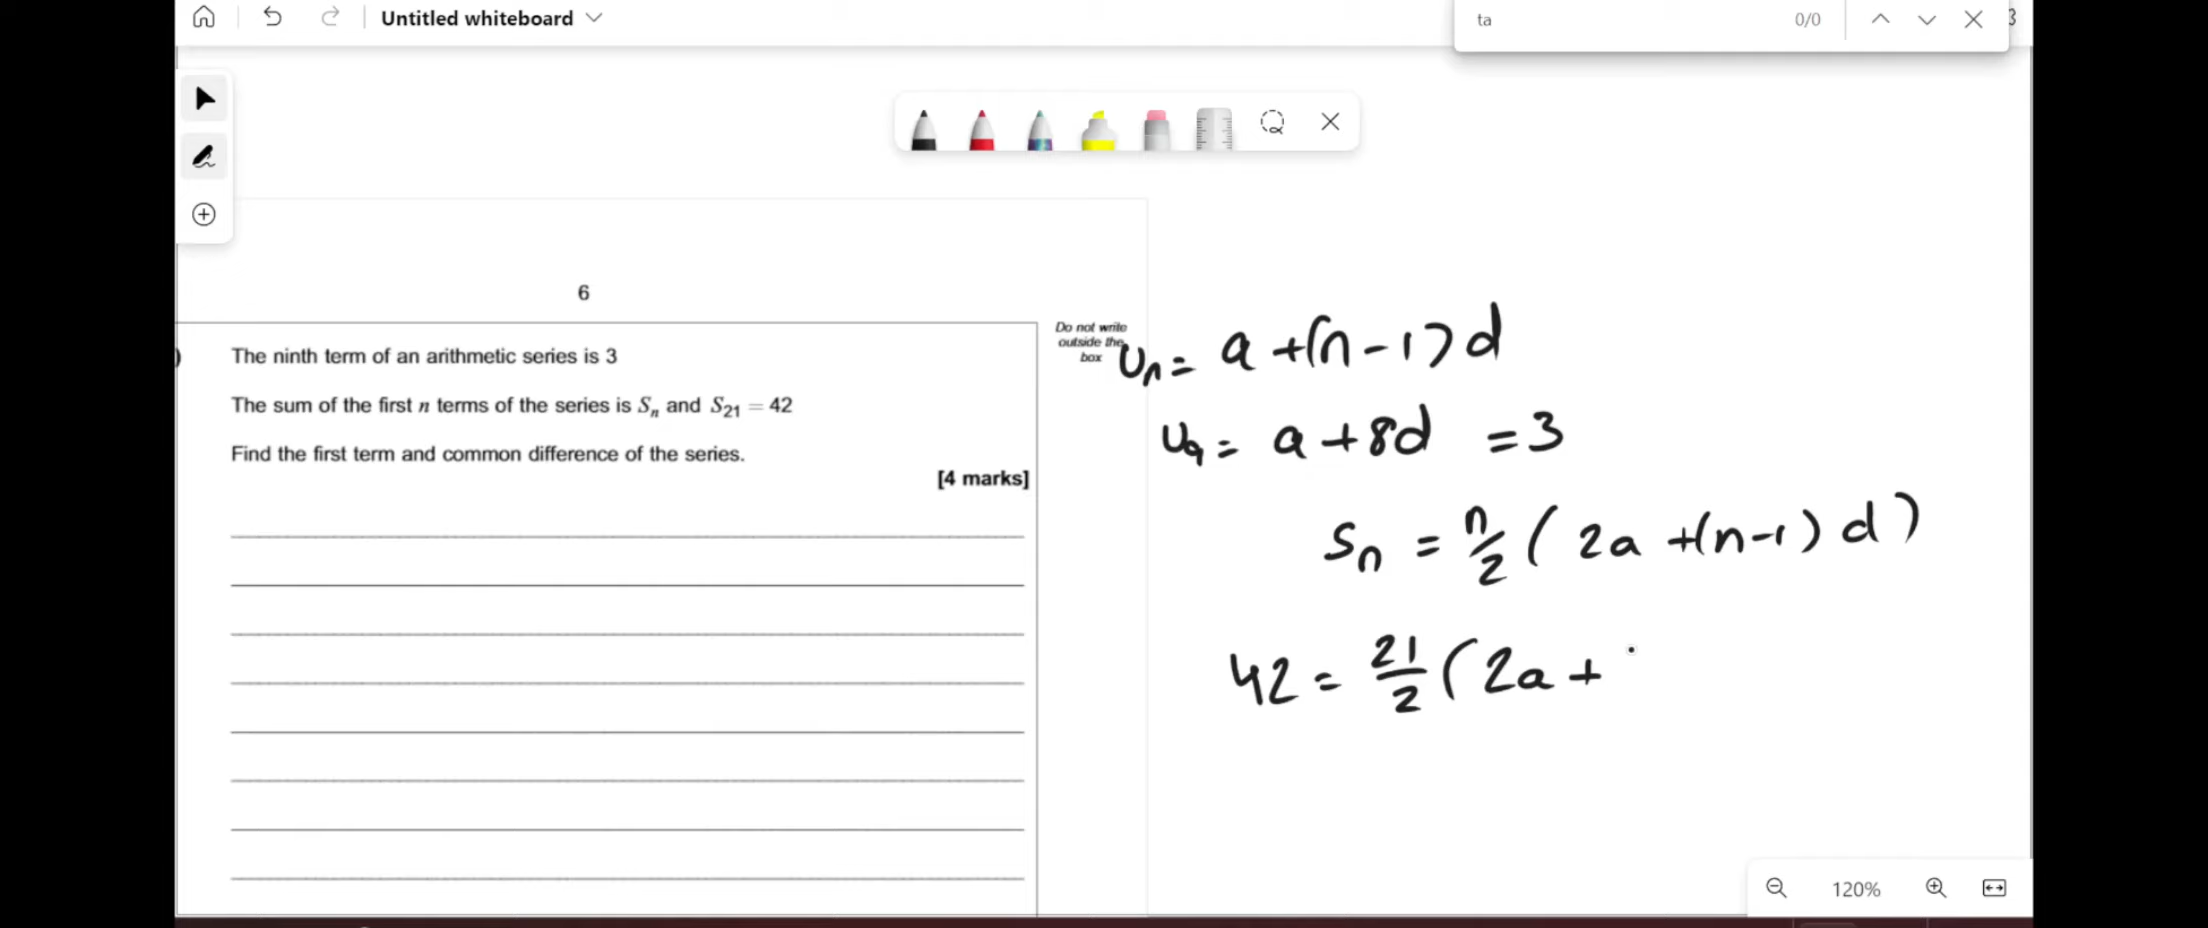 Untitled whiteboard
ta
0/0
6
Do not write
outside the
box
The ninth term of an arithmetic series is 3
The sum of the first n terms of the series is Sₙ and S₂₁ = 42
Find the first term and common difference of the series.
[4 marks]
Uₙ = a + (n - 1) d
U₉ = a + 8d = 3
Sₙ = n/2 ( 2a + (n-1) d )
42 = 21/2 ( 2a +
120%